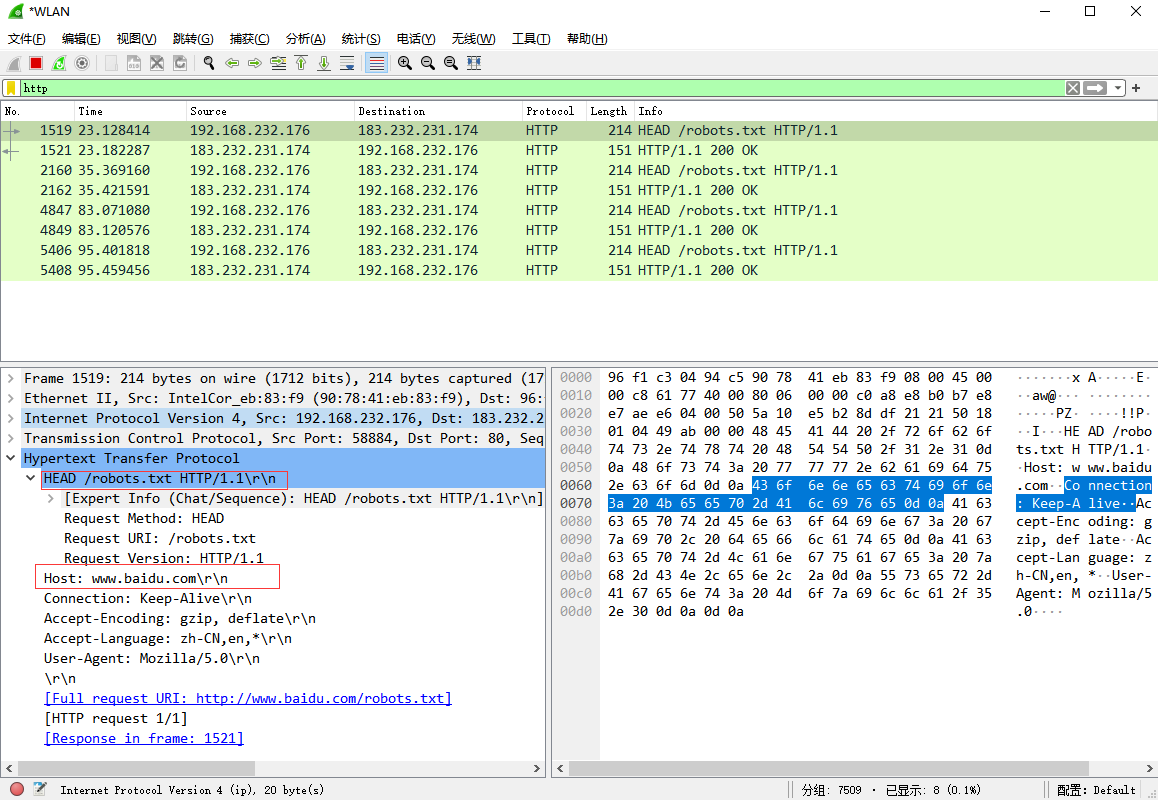 *WLAN
文件(F) 编辑(E) 视图(V) 跳转(G) 捕获(C) 分析(A) 统计(S) 电话(Y) 无线(W) 工具(T) 帮助(H)
http
No. Time Source Destination Protocol Length Info
1519 23.128414 192.168.232.176 183.232.231.174 HTTP 214 HEAD /robots.txt HTTP/1.1
1521 23.182287 183.232.231.174 192.168.232.176 HTTP 151 HTTP/1.1 200 OK
2160 35.369160 192.168.232.176 183.232.231.174 HTTP 214 HEAD /robots.txt HTTP/1.1
2162 35.421591 183.232.231.174 192.168.232.176 HTTP 151 HTTP/1.1 200 OK
4847 83.071080 192.168.232.176 183.232.231.174 HTTP 214 HEAD /robots.txt HTTP/1.1
4849 83.120576 183.232.231.174 192.168.232.176 HTTP 151 HTTP/1.1 200 OK
5406 95.401818 192.168.232.176 183.232.231.174 HTTP 214 HEAD /robots.txt HTTP/1.1
5408 95.459456 183.232.231.174 192.168.232.176 HTTP 151 HTTP/1.1 200 OK
Frame 1519: 214 bytes on wire (1712 bits), 214 bytes captured (17
Ethernet II, Src: IntelCor_eb:83:f9 (90:78:41:eb:83:f9), Dst: 96:
Internet Protocol Version 4, Src: 192.168.232.176, Dst: 183.232.2
Transmission Control Protocol, Src Port: 58884, Dst Port: 80, Seq
Hypertext Transfer Protocol
HEAD /robots.txt HTTP/1.1\r\n
[Expert Info (Chat/Sequence): HEAD /robots.txt HTTP/1.1\r\n]
Request Method: HEAD
Request URI: /robots.txt
Request Version: HTTP/1.1
Host: www.baidu.com\r\n
Connection: Keep-Alive\r\n
Accept-Encoding: gzip, deflate\r\n
Accept-Language: zh-CN,en,*\r\n
User-Agent: Mozilla/5.0\r\n
\r\n
[Full request URI: http://www.baidu.com/robots.txt]
[HTTP request 1/1]
[Response in frame: 1521]
0000 96 f1 c3 04 94 c5 90 78 41 eb 83 f9 08 00 45 00 ·······x A·····E·
0010 00 c8 61 77 40 00 80 06 00 00 c0 a8 e8 b0 b7 e8 ··aw@··· ········
0020 e7 ae e6 04 00 50 5a 10 e5 b2 8d df 21 21 50 18 ·····PZ· ····!!P·
0030 01 04 49 ab 00 00 48 45 41 44 20 2f 72 6f 62 6f ··I···HE AD /robo
0040 74 73 2e 74 78 74 20 48 54 54 50 2f 31 2e 31 0d ts.txt H TTP/1.1·
0050 0a 48 6f 73 74 3a 20 77 77 77 2e 62 61 69 64 75 ·Host: w ww.baidu
0060 2e 63 6f 6d 0d 0a 43 6f 6e 6e 65 63 74 69 6f 6e .com··Co nnection
0070 3a 20 4b 65 65 70 2d 41 6c 69 76 65 0d 0a 41 63 : Keep-A live··Ac
0080 63 65 70 74 2d 45 6e 63 6f 64 69 6e 67 3a 20 67 cept-Enc oding: g
0090 7a 69 70 2c 20 64 65 66 6c 61 74 65 0d 0a 41 63 zip, def late··Ac
00a0 63 65 70 74 2d 4c 61 6e 67 75 61 67 65 3a 20 7a cept-Lan guage: z
00b0 68 2d 43 4e 2c 65 6e 2c 2a 0d 0a 55 73 65 72 2d h-CN,en, *··User-
00c0 41 67 65 6e 74 3a 20 4d 6f 7a 69 6c 6c 61 2f 35 Agent: M ozilla/5
00d0 2e 30 0d 0a 0d 0a .0····
Internet Protocol Version 4 (ip), 20 byte(s) 分组: 7509 · 已显示: 8 (0.1%) 配置: Default